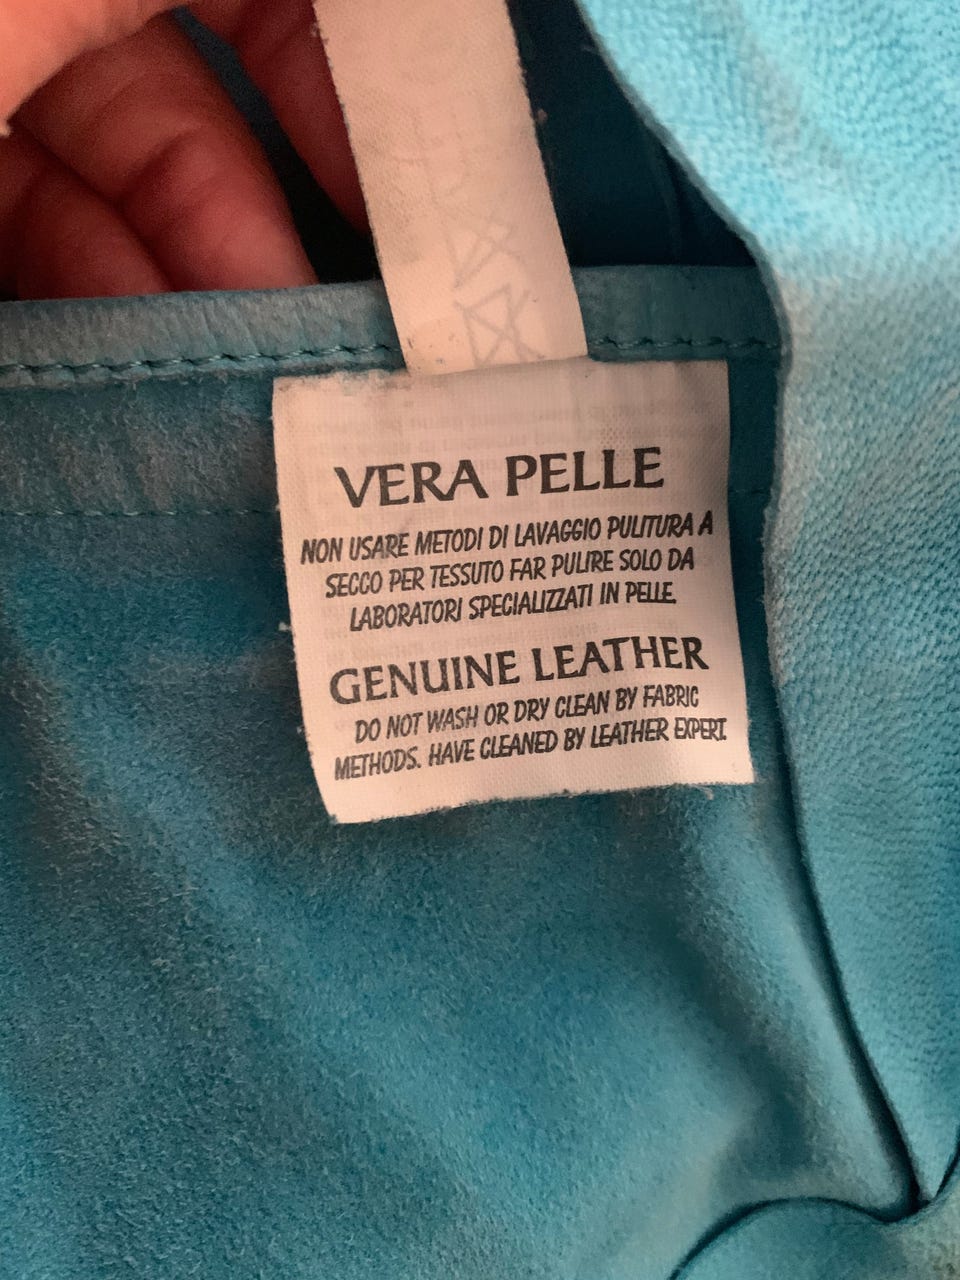 VERA PELLE
NON USARE METODI DI LAVAGGIO PULITURA A
SECCO PER TESSUTO FAR PULIRE SOLO DA
LABORATORI SPECIALIZZATI IN PELLE.
GENUINE LEATHER
DO NOT WASH OR DRY CLEAN BY FABRIC
METHODS. HAVE CLEANED BY LEATHER EXPERT.